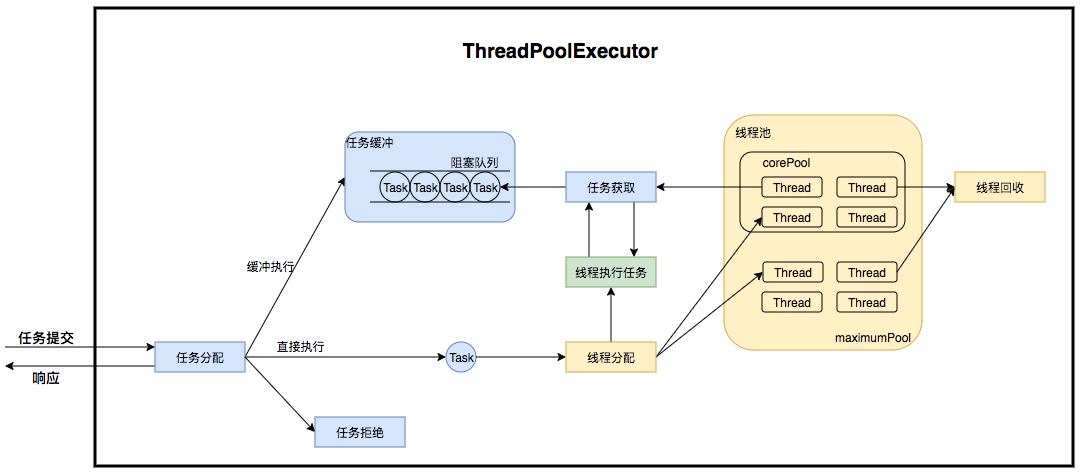 ThreadPoolExecutor
任务缓冲
阻塞队列
Task Task Task Task
任务获取
线程池
corePool
Thread Thread
Thread Thread
Thread Thread
Thread Thread
maximumPool
线程回收
线程执行任务
缓冲执行
任务提交
响应
任务分配
直接执行
Task
线程分配
任务拒绝